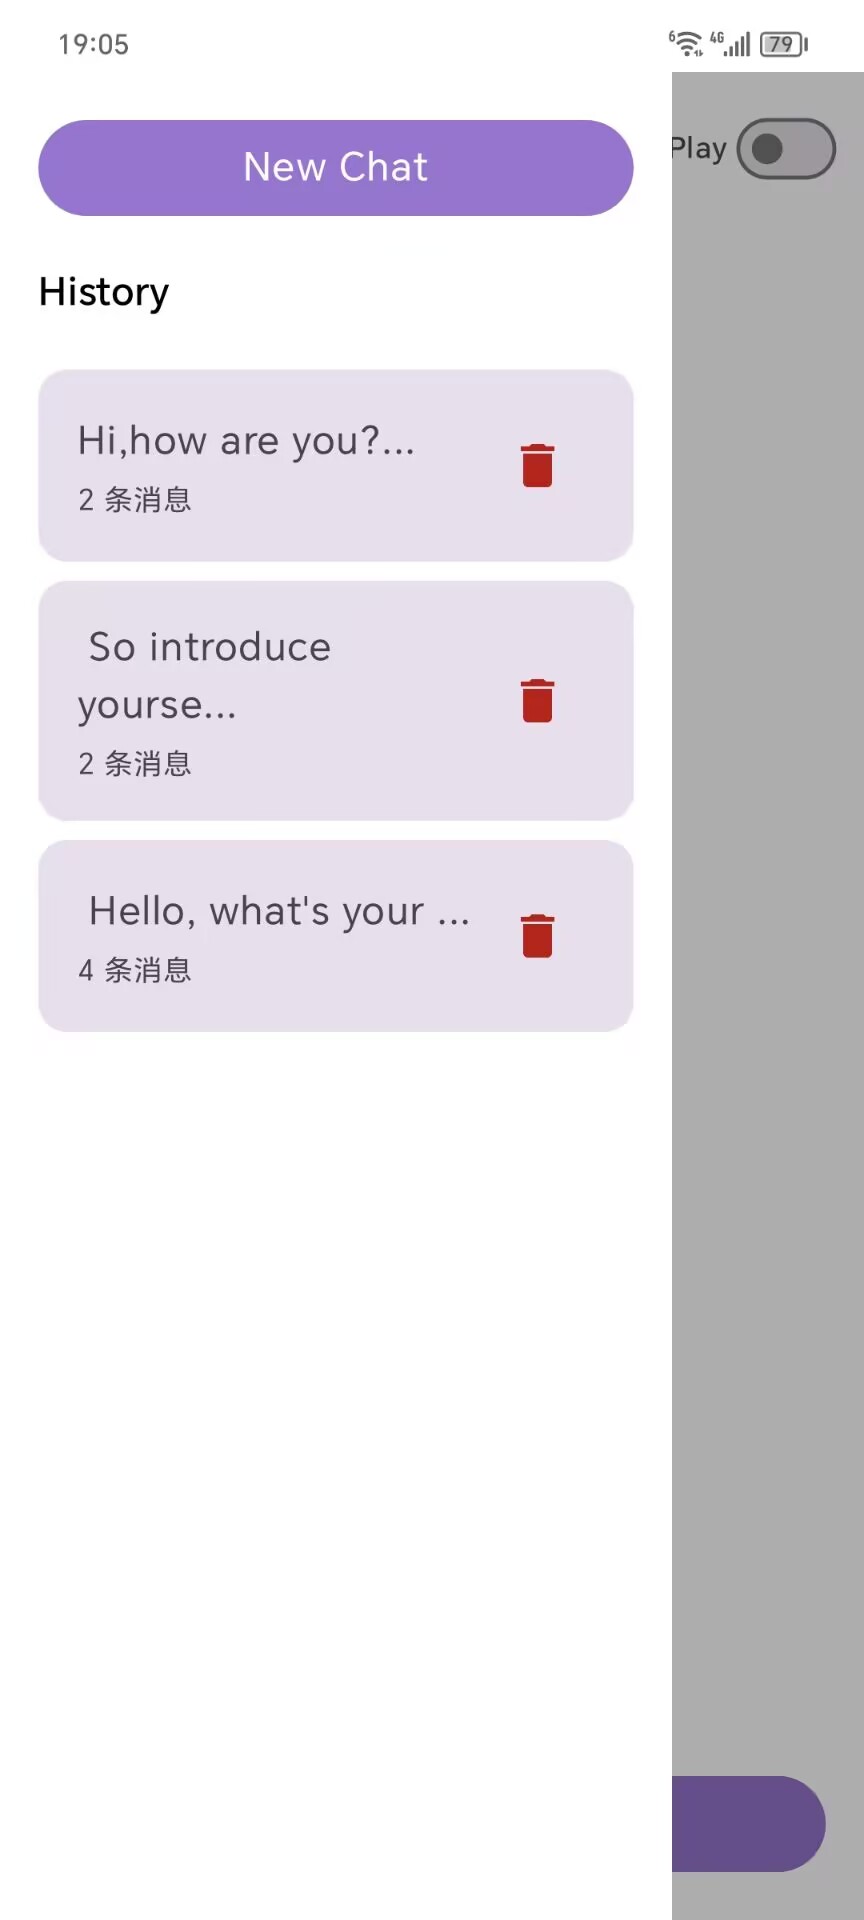 19:05
6 4G 79
Play
New Chat
History
Hi,how are you?...
2 条消息
So introduce
yourse...
2 条消息
Hello, what's your ...
4 条消息